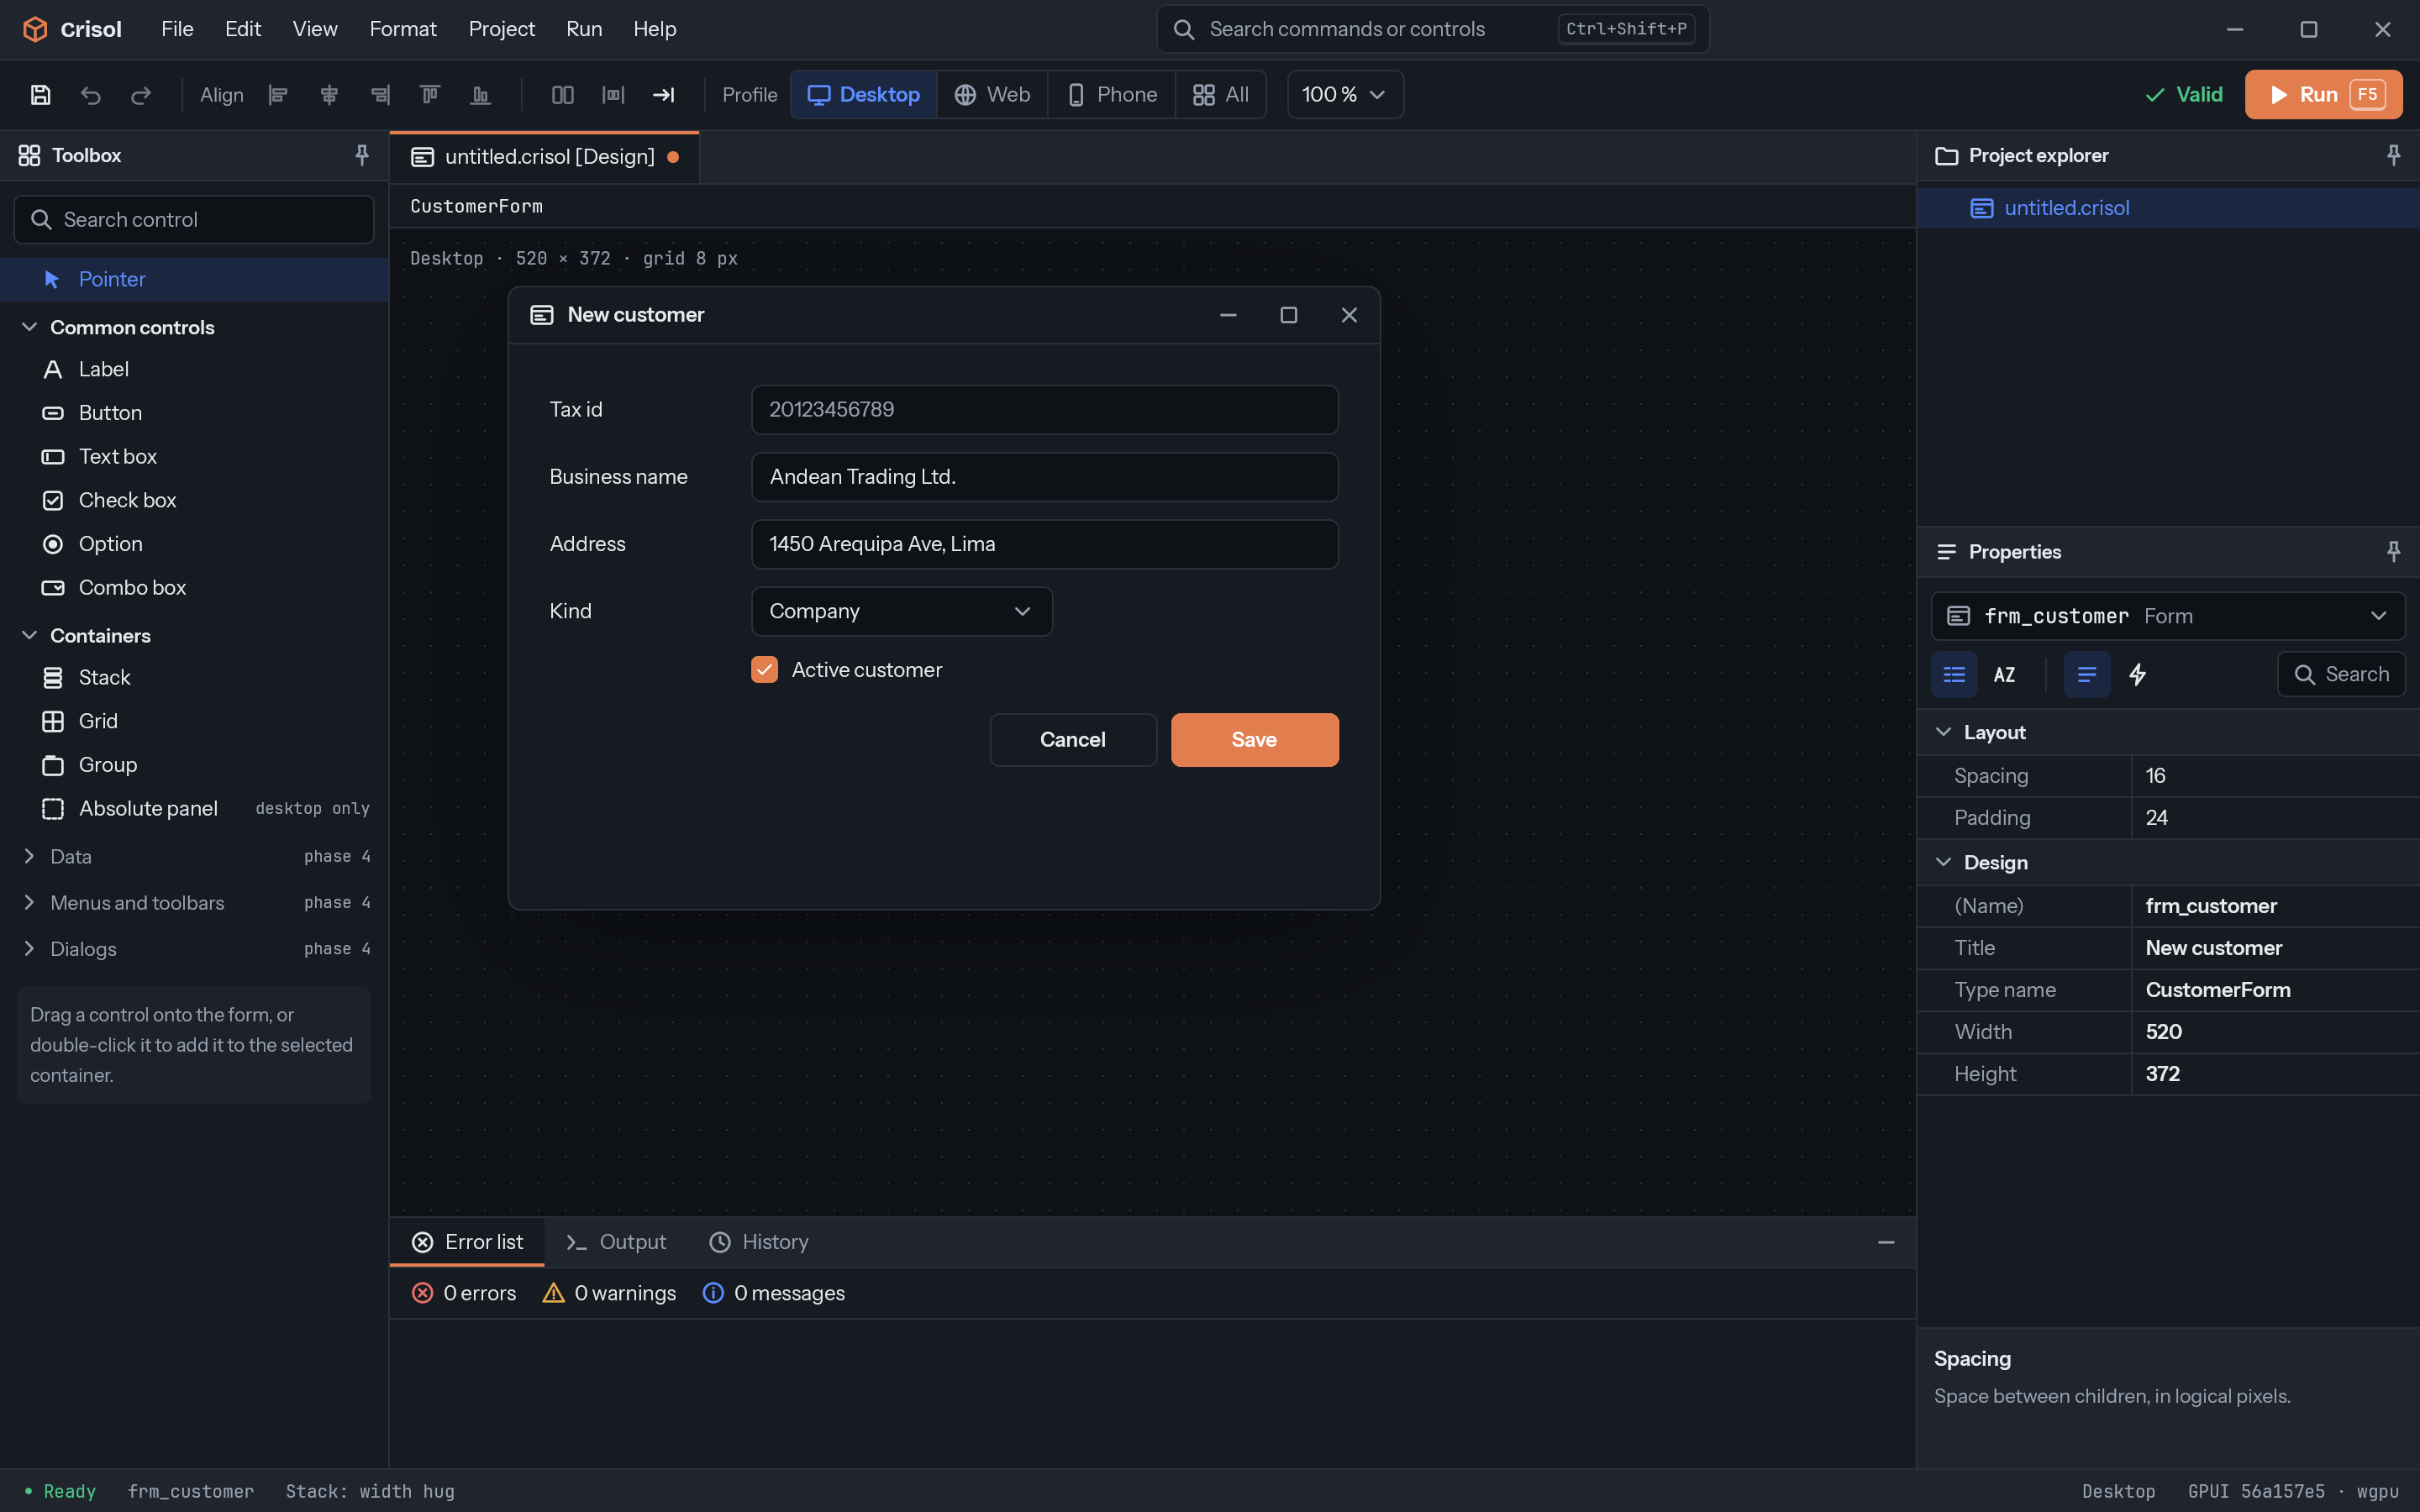 Crisol File Edit View Format Project Run Help Search commands or controls Ctrl+Shift+P
Align Profile Desktop Web Phone All 100 % Valid Run F5
Toolbox
Search control
Pointer
Common controls
Label
Button
Text box
Check box
Option
Combo box
Containers
Stack
Grid
Group
Absolute panel desktop only
Data phase 4
Menus and toolbars phase 4
Dialogs phase 4
Drag a control onto the form, or
double-click it to add it to the selected
container.
untitled.crisol [Design]
CustomerForm
Desktop · 520 × 372 · grid 8 px
New customer
Tax id 20123456789
Business name Andean Trading Ltd.
Address 1450 Arequipa Ave, Lima
Kind Company
Active customer
Cancel Save
Error list Output History
0 errors 0 warnings 0 messages
Project explorer
untitled.crisol
Properties
frm_customer Form
AZ Search
Layout
Spacing 16
Padding 24
Design
(Name) frm_customer
Title New customer
Type name CustomerForm
Width 520
Height 372
Spacing
Space between children, in logical pixels.
Ready frm_customer Stack: width hug Desktop GPUI 56a157e5 · wgpu